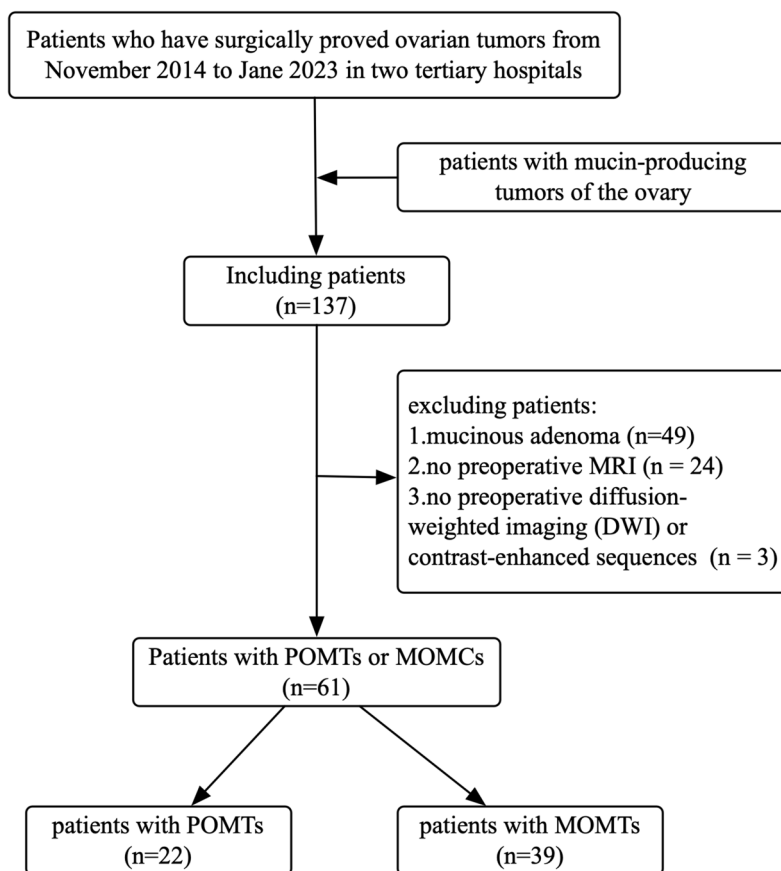 Patients who have surgically proved ovarian tumors from
November 2014 to Jane 2023 in two tertiary hospitals
patients with mucin-producing
tumors of the ovary
Including patients
(n=137)
excluding patients:
1.mucinous adenoma (n=49)
2.no preoperative MRI (n = 24)
3.no preoperative diffusion-
weighted imaging (DWI) or
contrast-enhanced sequences (n = 3)
Patients with POMTs or MOMCs
(n=61)
patients with POMTs
(n=22)
patients with MOMTs
(n=39)